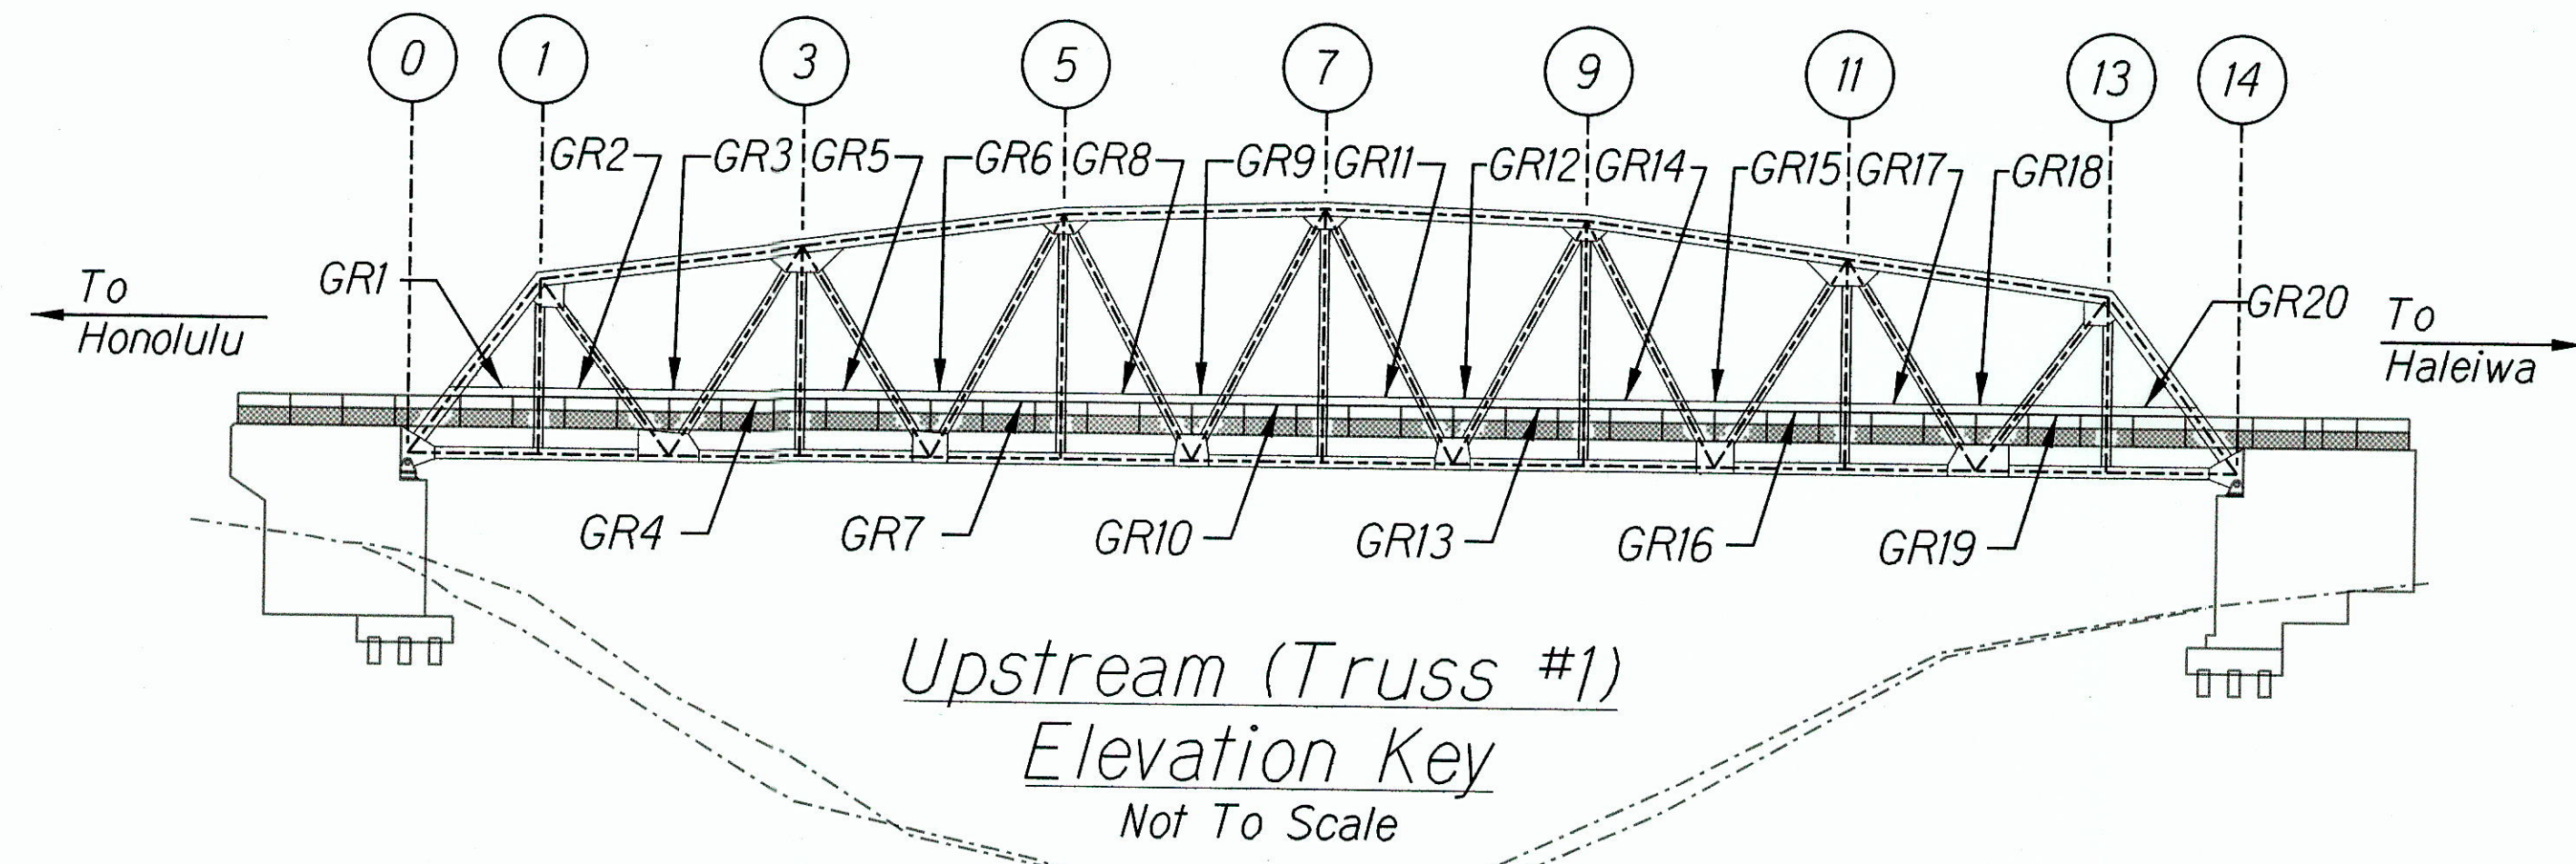 0 1 3 5 7 9 11 13 14
GR2 GR3 GR5 GR6 GR8 GR9 GR11 GR12 GR14 GR15 GR17 GR18
GR1 GR20
To
Honolulu
To
Haleiwa
GR4 GR7 GR10 GR13 GR16 GR19
Upstream (Truss #1)
Elevation Key
Not To Scale